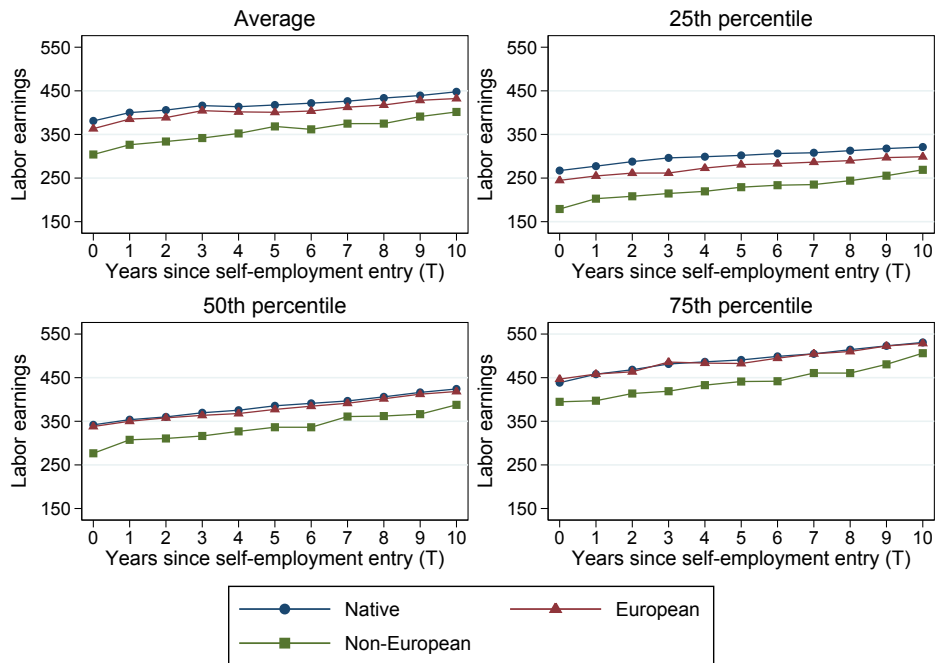 Average
Labor earnings
550
450
350
250
150
0 1 2 3 4 5 6 7 8 9 10
Years since self-employment entry (T)
25th percentile
Labor earnings
550
450
350
250
150
0 1 2 3 4 5 6 7 8 9 10
Years since self-employment entry (T)
50th percentile
Labor earnings
550
450
350
250
150
0 1 2 3 4 5 6 7 8 9 10
Years since self-employment entry (T)
75th percentile
Labor earnings
550
450
350
250
150
0 1 2 3 4 5 6 7 8 9 10
Years since self-employment entry (T)
Native European
Non-European